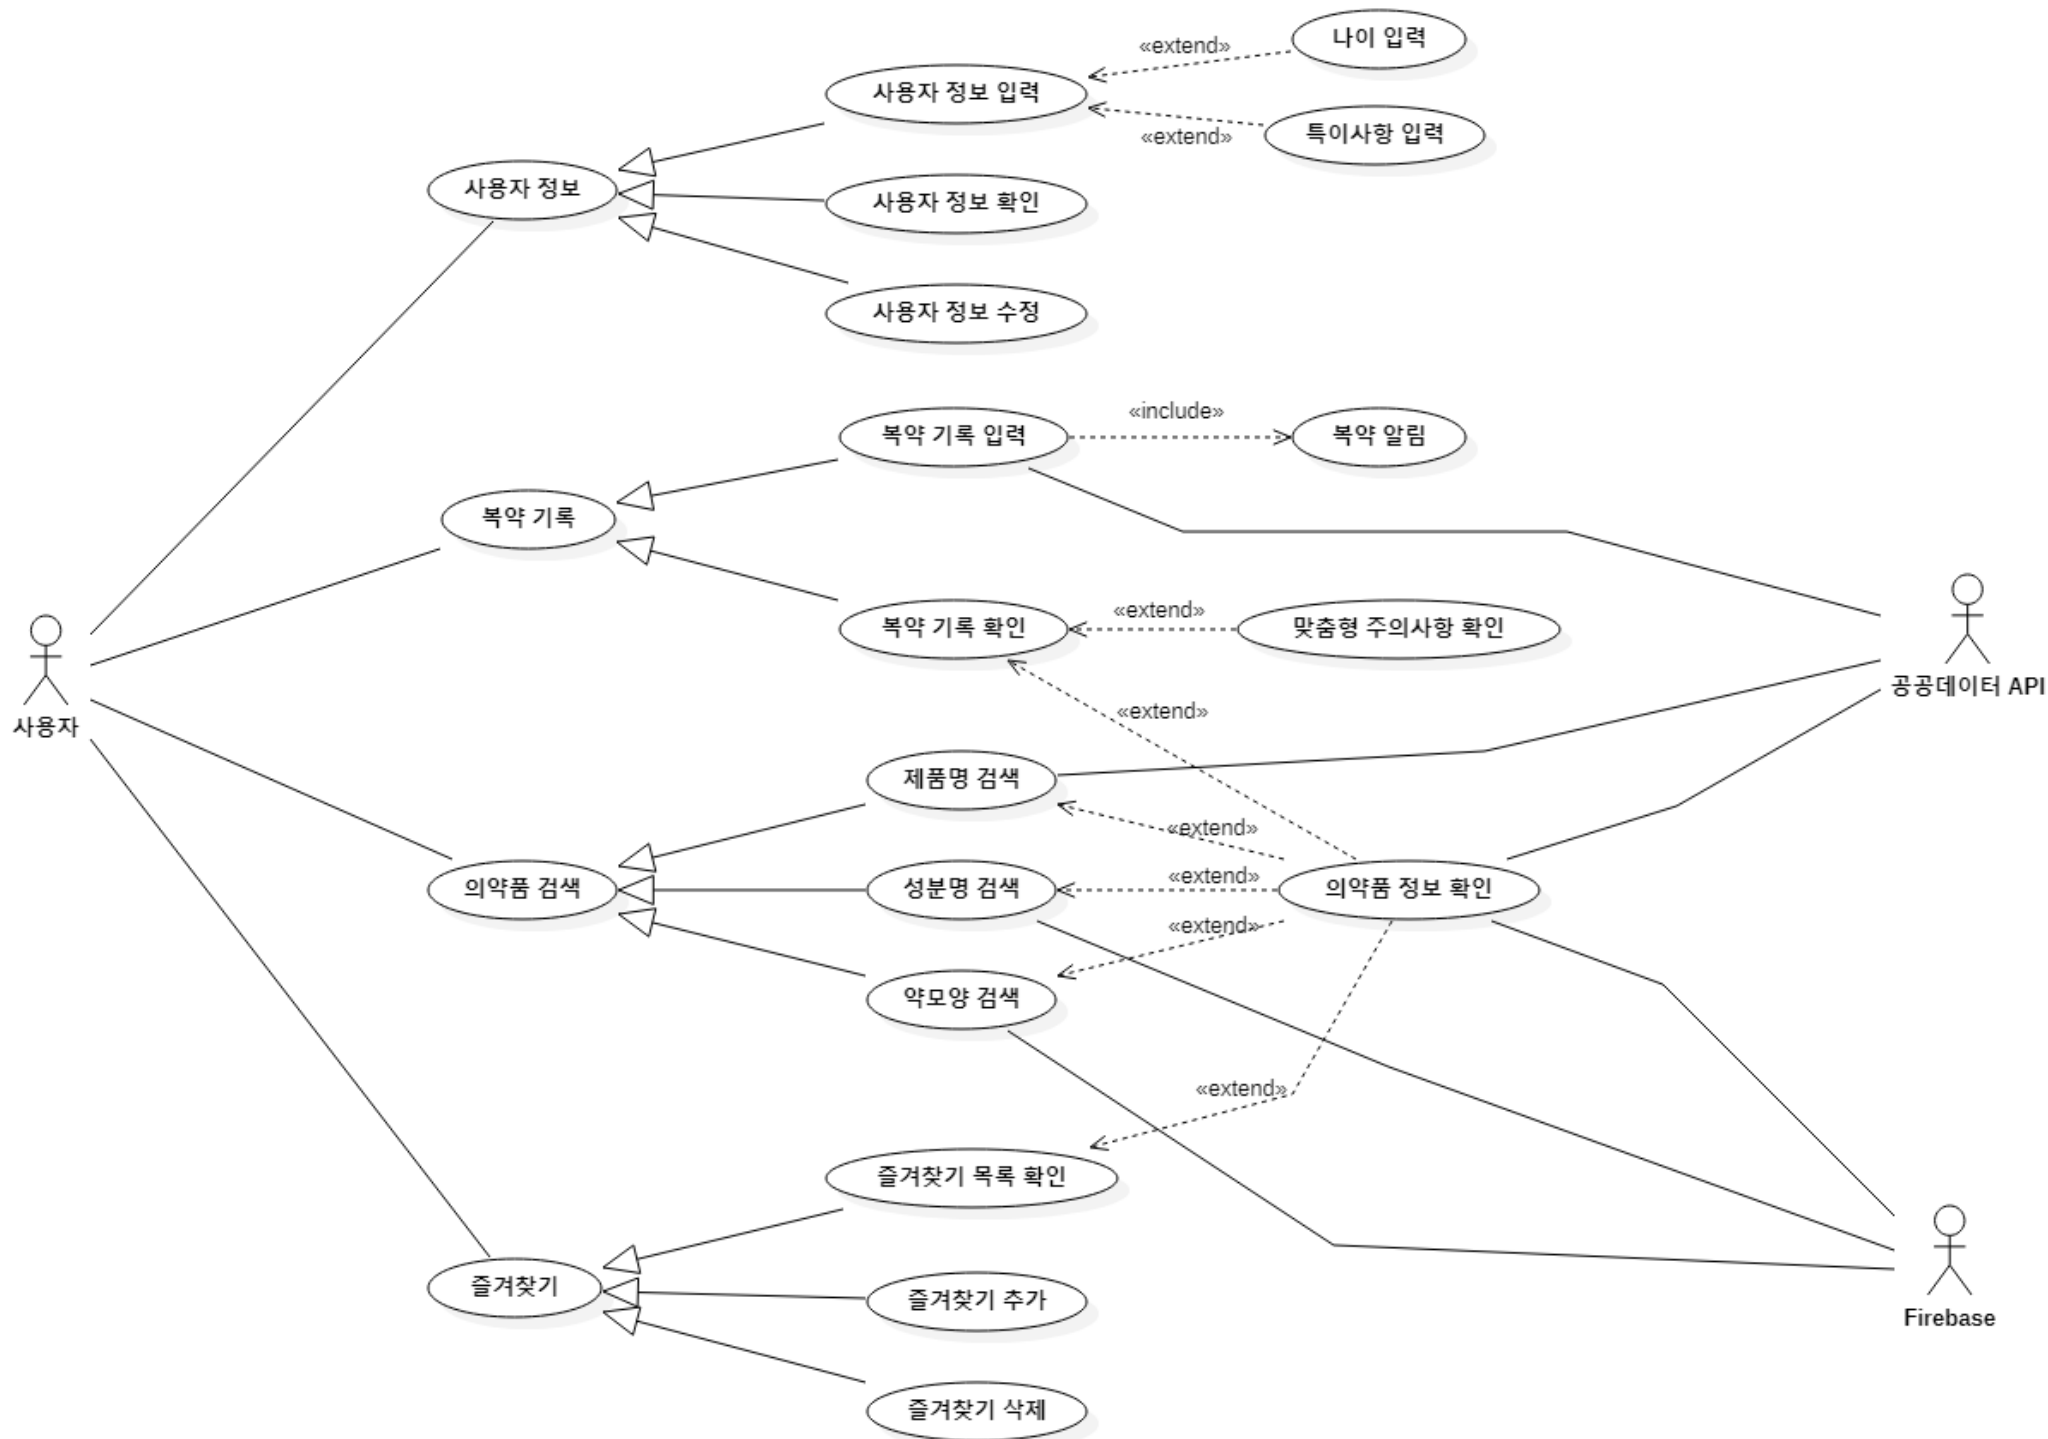 나이 입력
«extend»
사용자 정보 입력
특이사항 입력
«extend»
사용자 정보
사용자 정보 확인
사용자 정보 수정
«include»
복약 기록 입력
복약 알림
복약 기록
«extend»
복약 기록 확인
맞춤형 주의사항 확인
공공데이터 API
사용자
«extend»
제품명 검색
«extend»
«extend»
의약품 검색
성분명 검색
의약품 정보 확인
«extend»
약모양 검색
«extend»
즐겨찾기 목록 확인
즐겨찾기
즐겨찾기 추가
Firebase
즐겨찾기 삭제